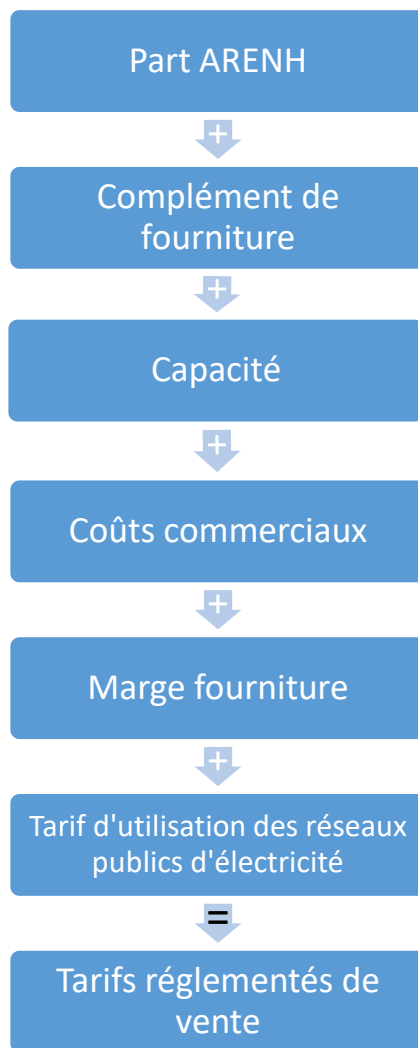 Part ARENH
+
Complément de
fourniture
+
Capacité
+
Coûts commerciaux
+
Marge fourniture
+
Tarif d'utilisation des réseaux
publics d'électricité
=
Tarifs réglementés de
vente